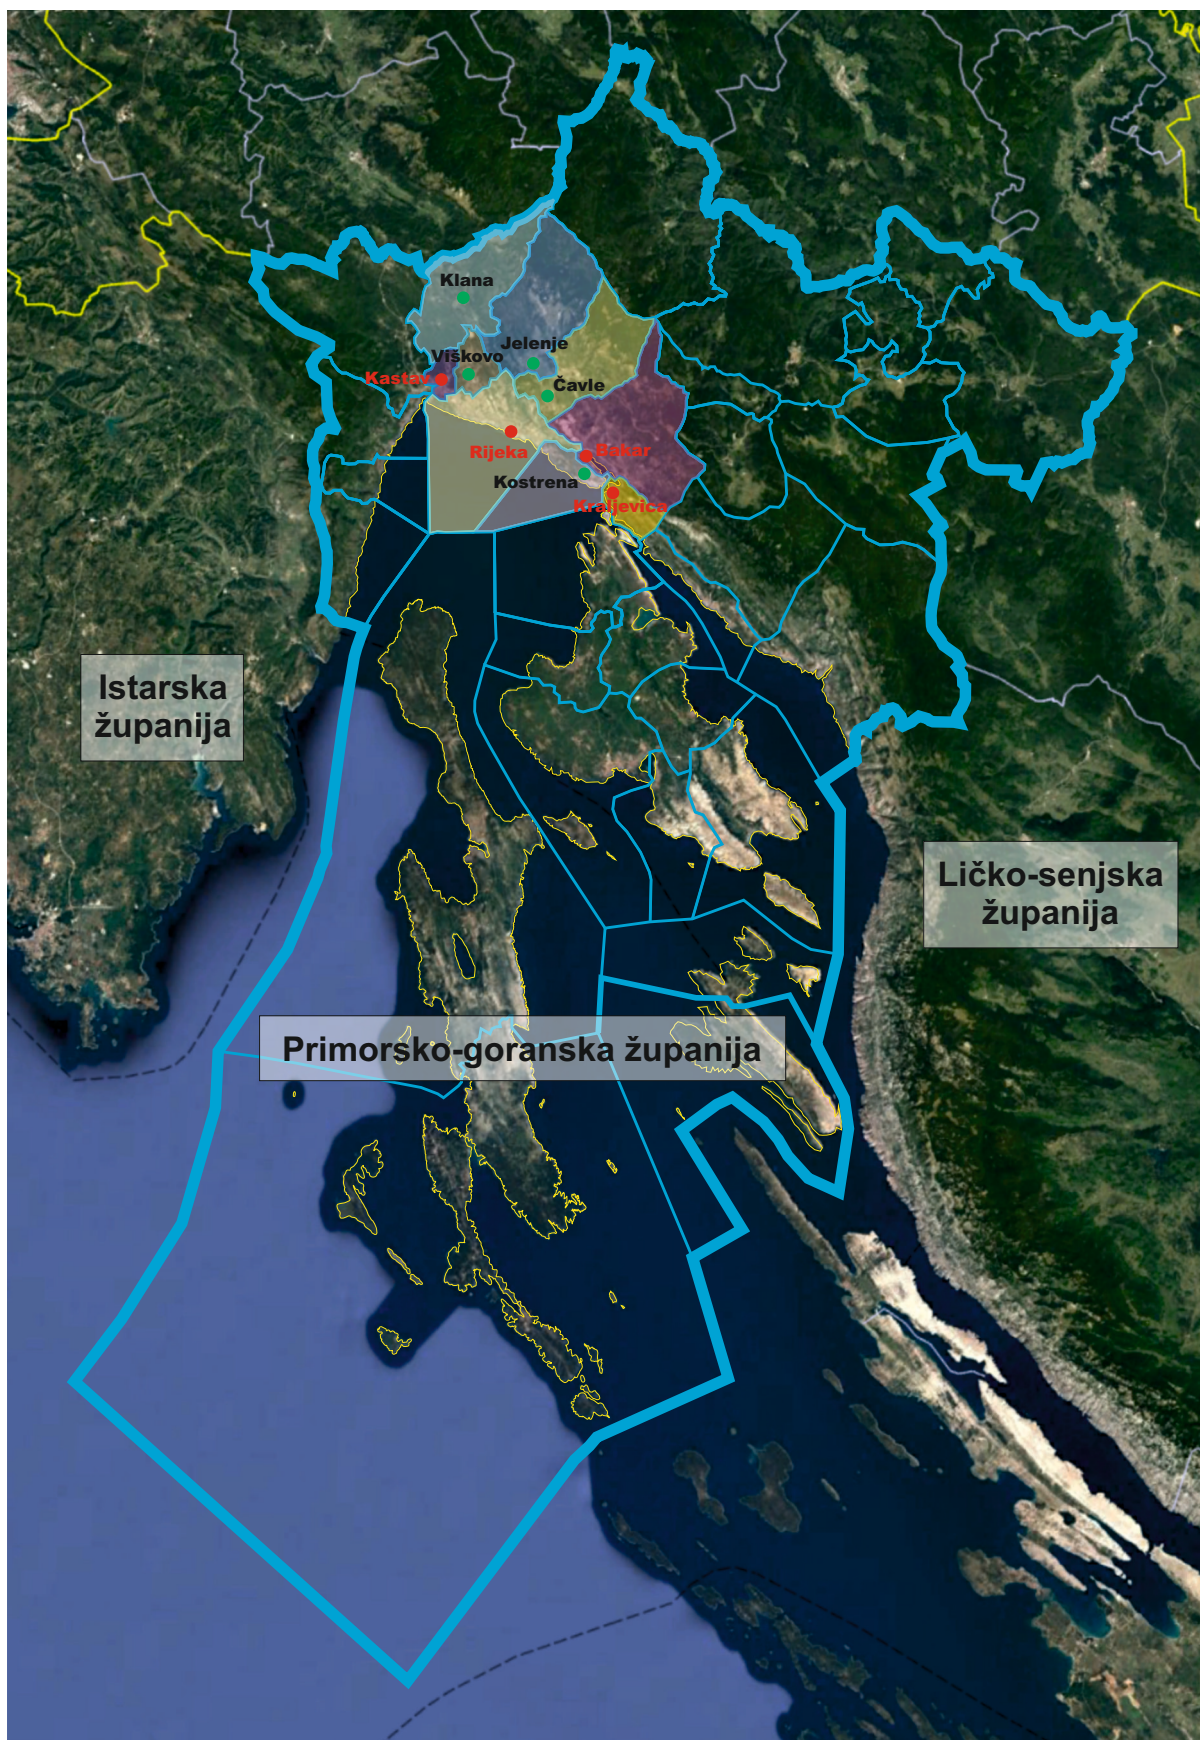 Klana
Jelenje
Viškovo
Kastav
Čavle
Rijeka
Bakar
Kostrena
Kraljevica
Istarska
županija
Ličko-senjska
županija
Primorsko-goranska županija